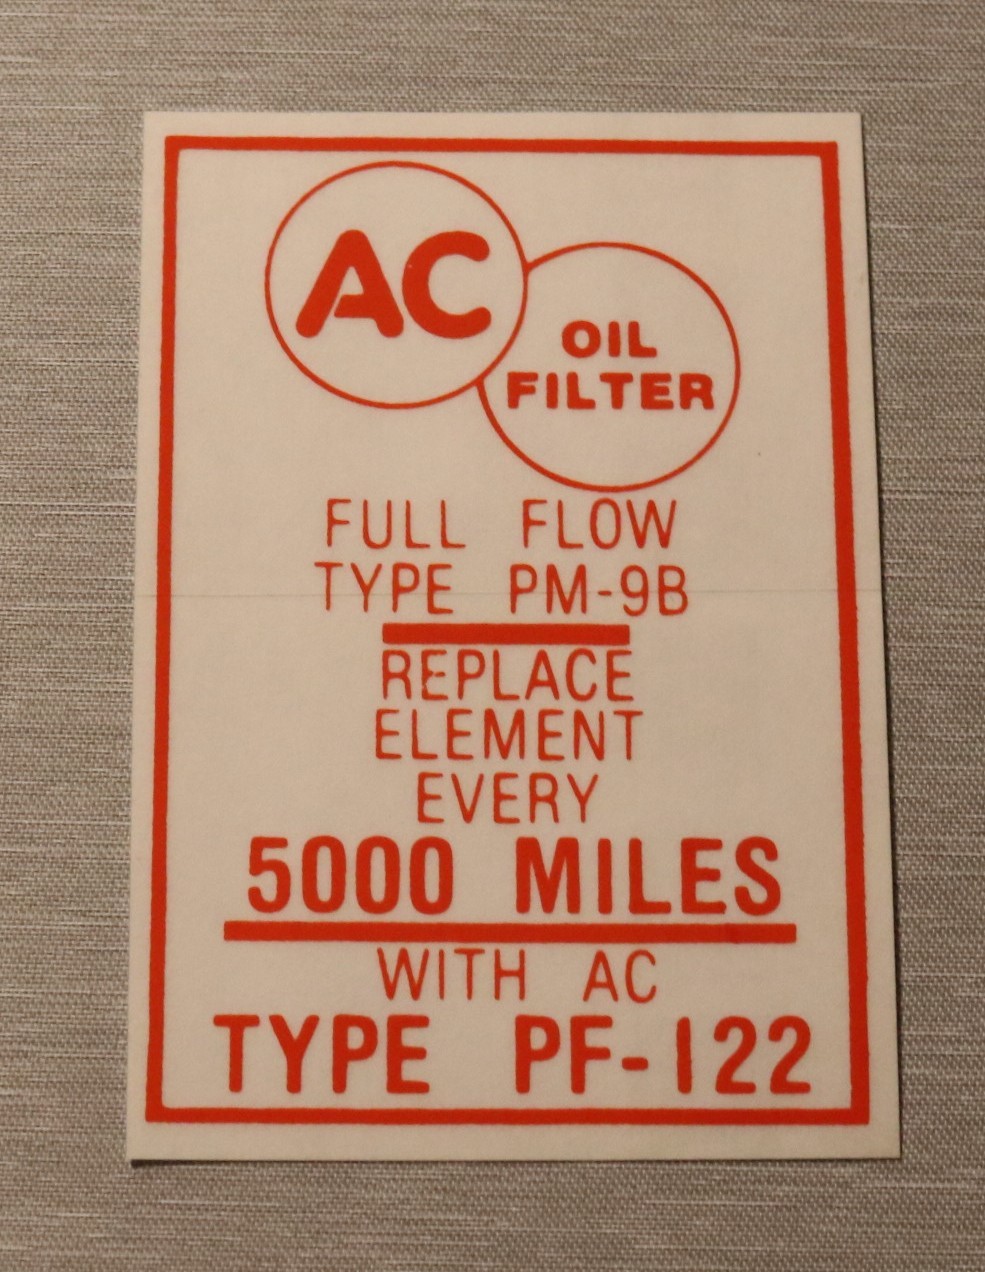 AC
OIL
FILTER
FULL FLOW
TYPE PM-9B
REPLACE
ELEMENT
EVERY
5000 MILES
WITH AC
TYPE PF-122